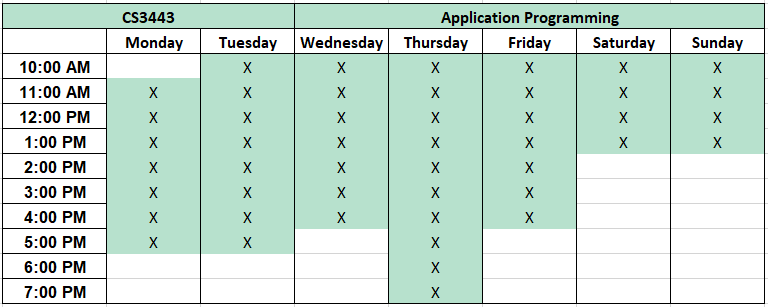 CS3443 Application Programming
Monday Tuesday Wednesday Thursday Friday Saturday Sunday
10:00 AM X X X X X X
11:00 AM X X X X X X X
12:00 PM X X X X X X X
1:00 PM X X X X X X X
2:00 PM X X X X X
3:00 PM X X X X X
4:00 PM X X X X X
5:00 PM X X X
6:00 PM X
7:00 PM X